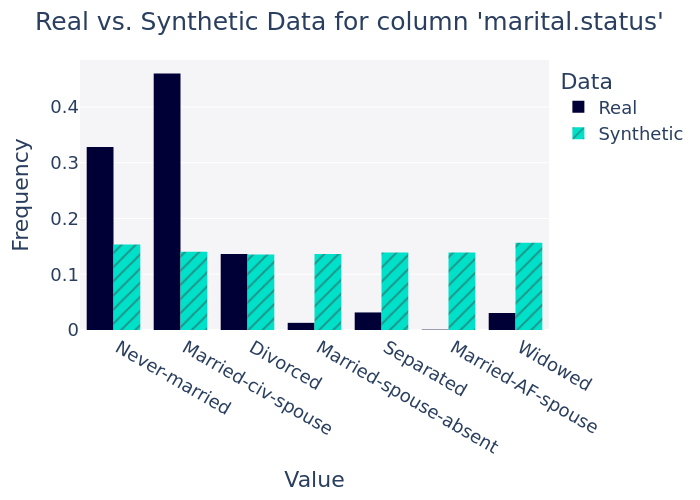 Real vs. Synthetic Data for column 'marital.status'
Data
Real
Synthetic
Frequency
0.4
0.3
0.2
0.1
0
Never-married
Married-civ-spouse
Divorced
Married-spouse-absent
Separated
Married-AF-spouse
Widowed
Value